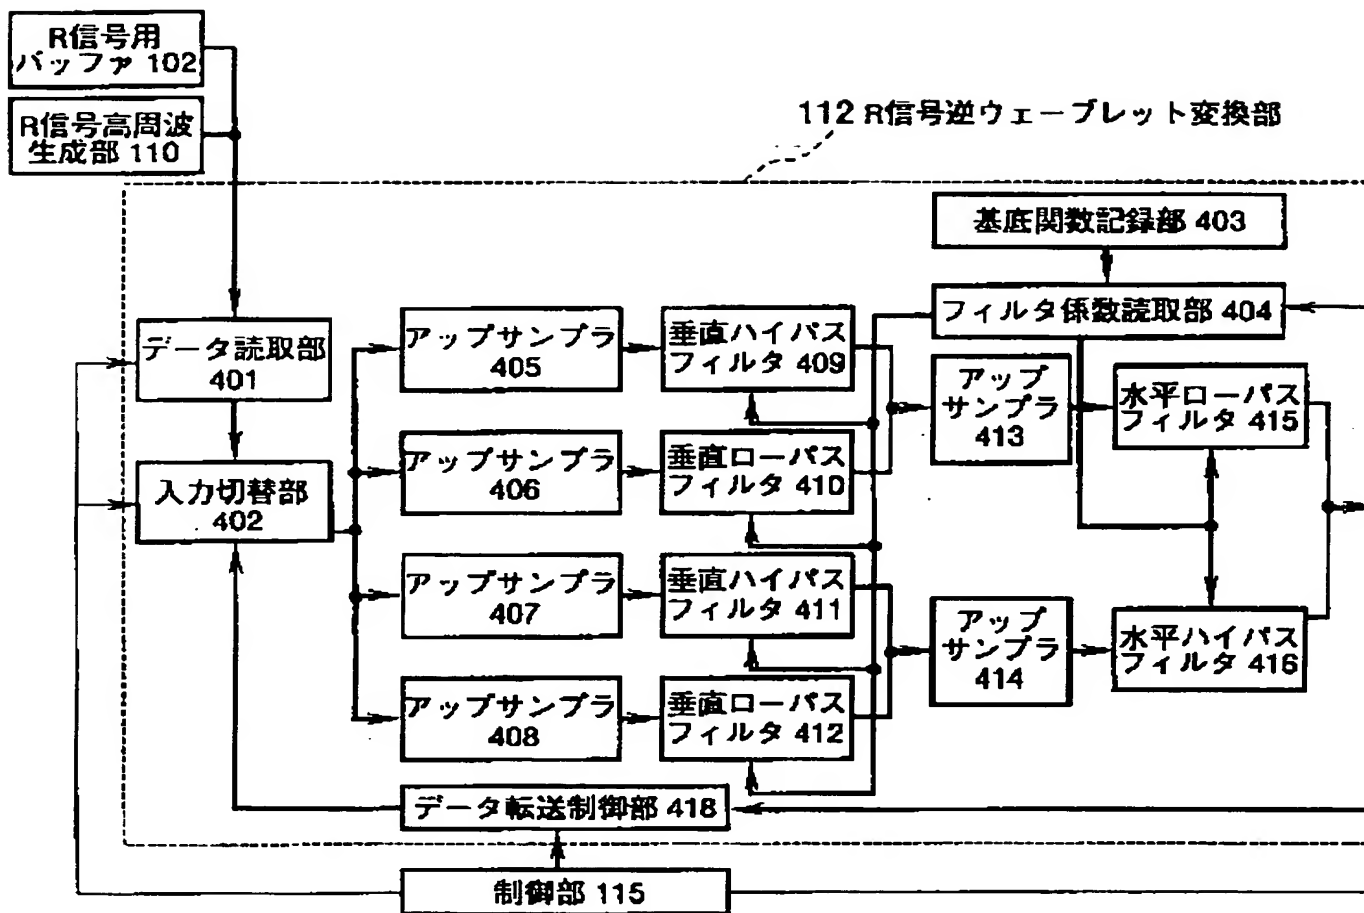 R信号用
バッファ 102
R信号高周波
生成部 110
112 R信号逆ウェーブレット変換部
基底関数記録部 403
フィルタ係数読取部 404
データ読取部
401
入力切替部
402
アップサンプラ
405
垂直ハイパス
フィルタ 409
アップサンプラ
406
垂直ローパス
フィルタ 410
アップサンプラ
407
垂直ハイパス
フィルタ 411
アップサンプラ
408
垂直ローパス
フィルタ 412
アップ
サンプラ
413
水平ローパス
フィルタ 415
アップ
サンプラ
414
水平ハイパス
フィルタ 416
データ転送制御部 418
制御部 115